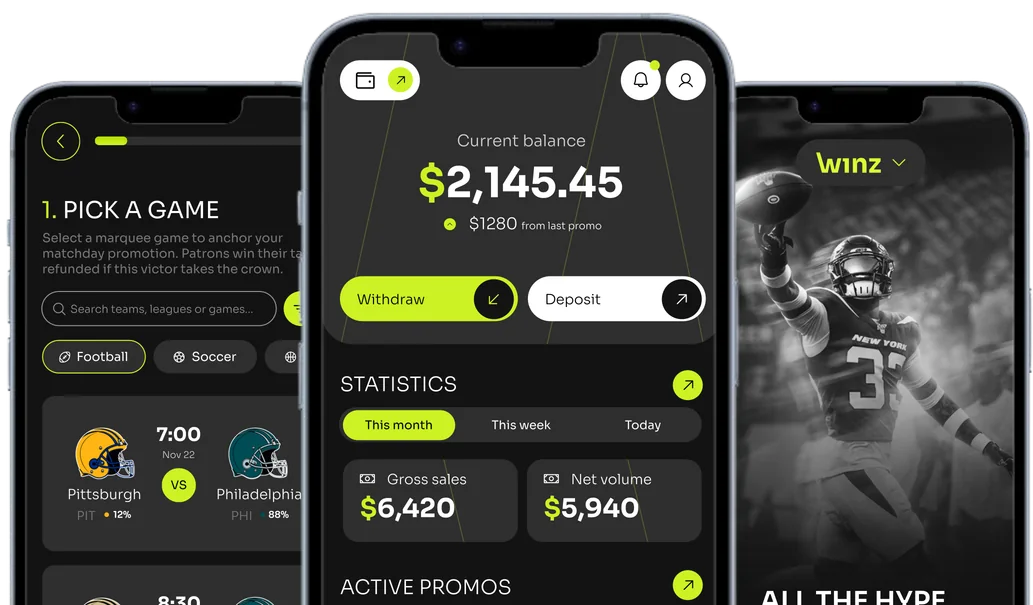 1. PICK A GAME
Select a marquee game to anchor your
matchday promotion. Patrons win their
refunded if this victor takes the crown.
Search teams, leagues or games...
Football
Soccer
7:00
Nov 22
VS
Pittsburgh
Philadelphia
PIT 12%
PHI 88%
8:30
Current balance
$2,145.45
$1280 from last promo
Withdraw
Deposit
STATISTICS
This month
This week
Today
Gross sales
$6,420
Net volume
$5,940
ACTIVE PROMOS
wınz
NEW YORK
ALL THE HYPE